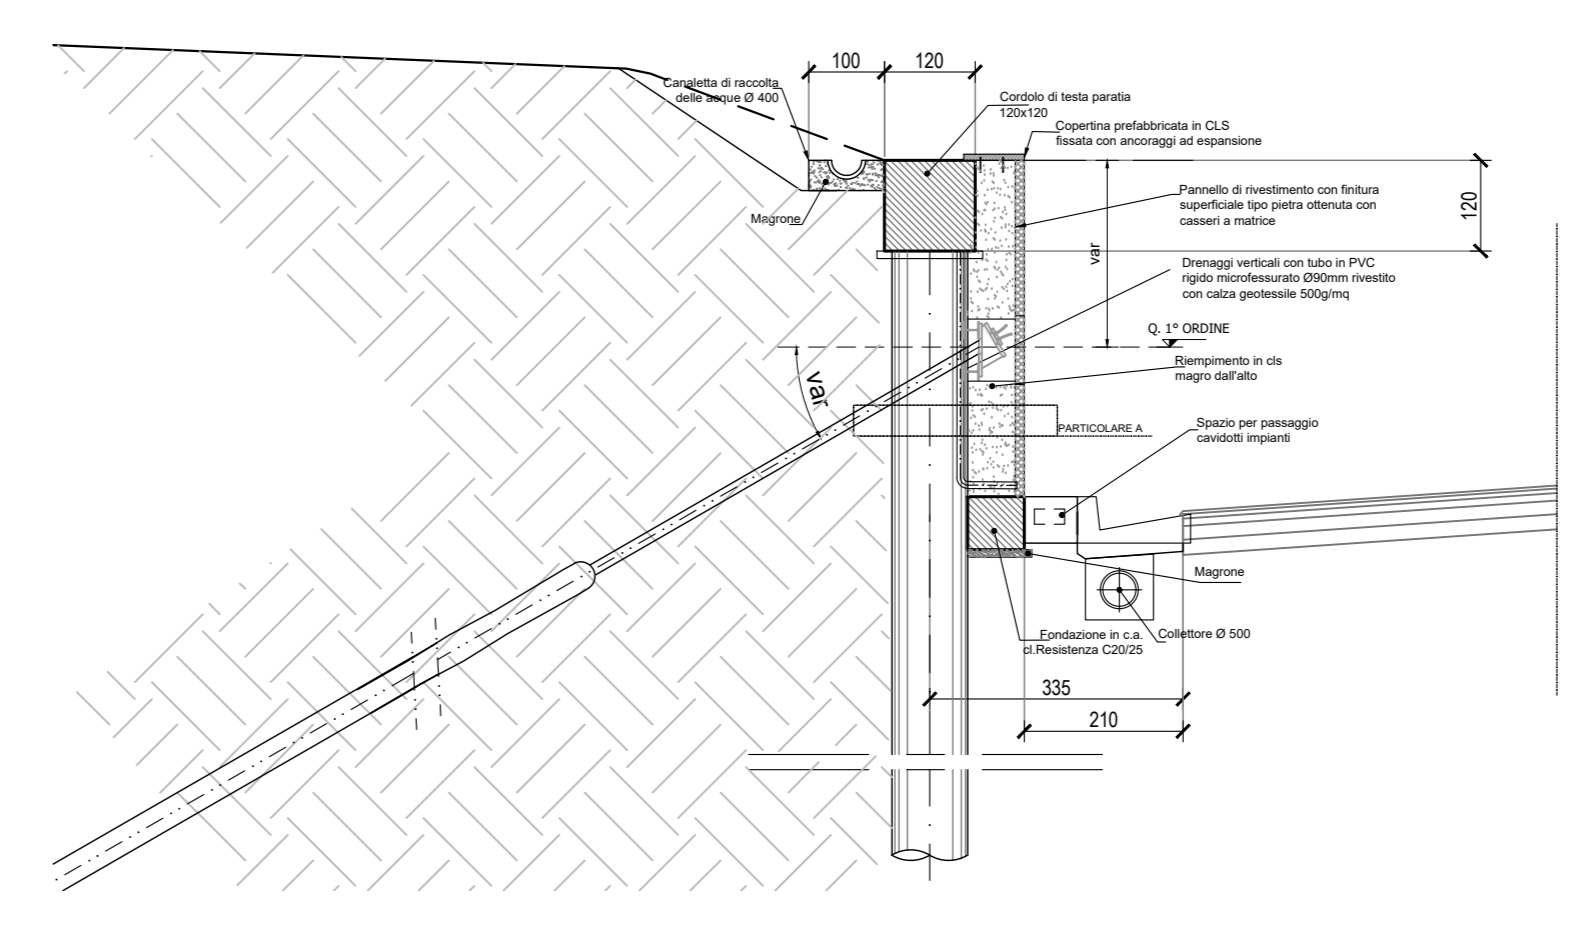 100
120
Canaletta di raccolta
delle acque Ø 400
Cordolo di testa paratia
120x120
Copertina prefabbricata in CLS
fissata con ancoraggi ad espansione
Pannello di rivestimento con finitura
superficiale tipo pietra ottenuta con
casseri a matrice
120
Magrone
var
Drenaggi verticali con tubo in PVC
rigido microfessurato Ø90mm rivestito
con calza geotessile 500g/mq
Q. 1° ORDINE
Riempimento in cls
magro dall'alto
var
PARTICOLARE A
Spazio per passaggio
cavidotti impianti
Magrone
Fondazione in c.a.
cl.Resistenza C20/25
Collettore Ø 500
335
210